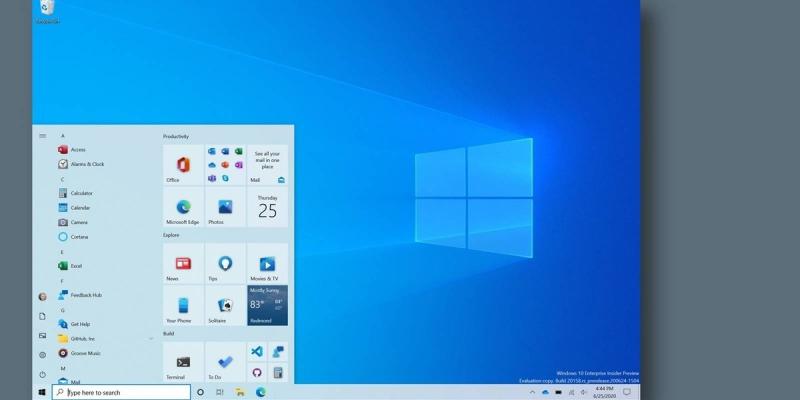 A
Access
Alarms & Clock
C
Calculator
Calendar
Camera
Cortana
E
Excel
F
Feedback Hub
G
Get Help
GitHub, Inc
Groove Music
M
Mail
Productivity
Office
See all your
mail in one
place
Mail
Microsoft Edge
Photos
Thursday
25
Explore
News
Tips
Movies & TV
Your Phone
Solitaire
Mostly Sunny
83°
84°
Redmond
Build
Terminal
To Do
Windows 10 Enterprise Insider Preview
Evaluation copy. Build 20158.rs_prerelease.200624-1504
Type here to search
4:44 PM
6/25/2020